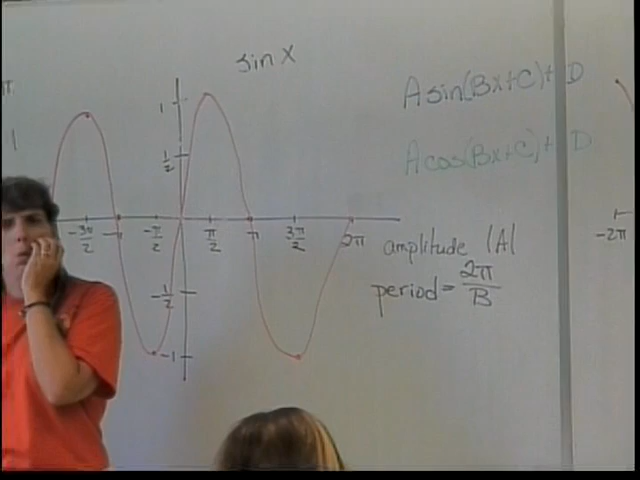 π
1
sin x
1
1/2
-3π/2 -π -π/2 π/2 π 3π/2 2π
-1/2
-1
A sin(Bx+C)+D
A cos(Bx+C)+D
amplitude |A|
period = 2π/B
-2π